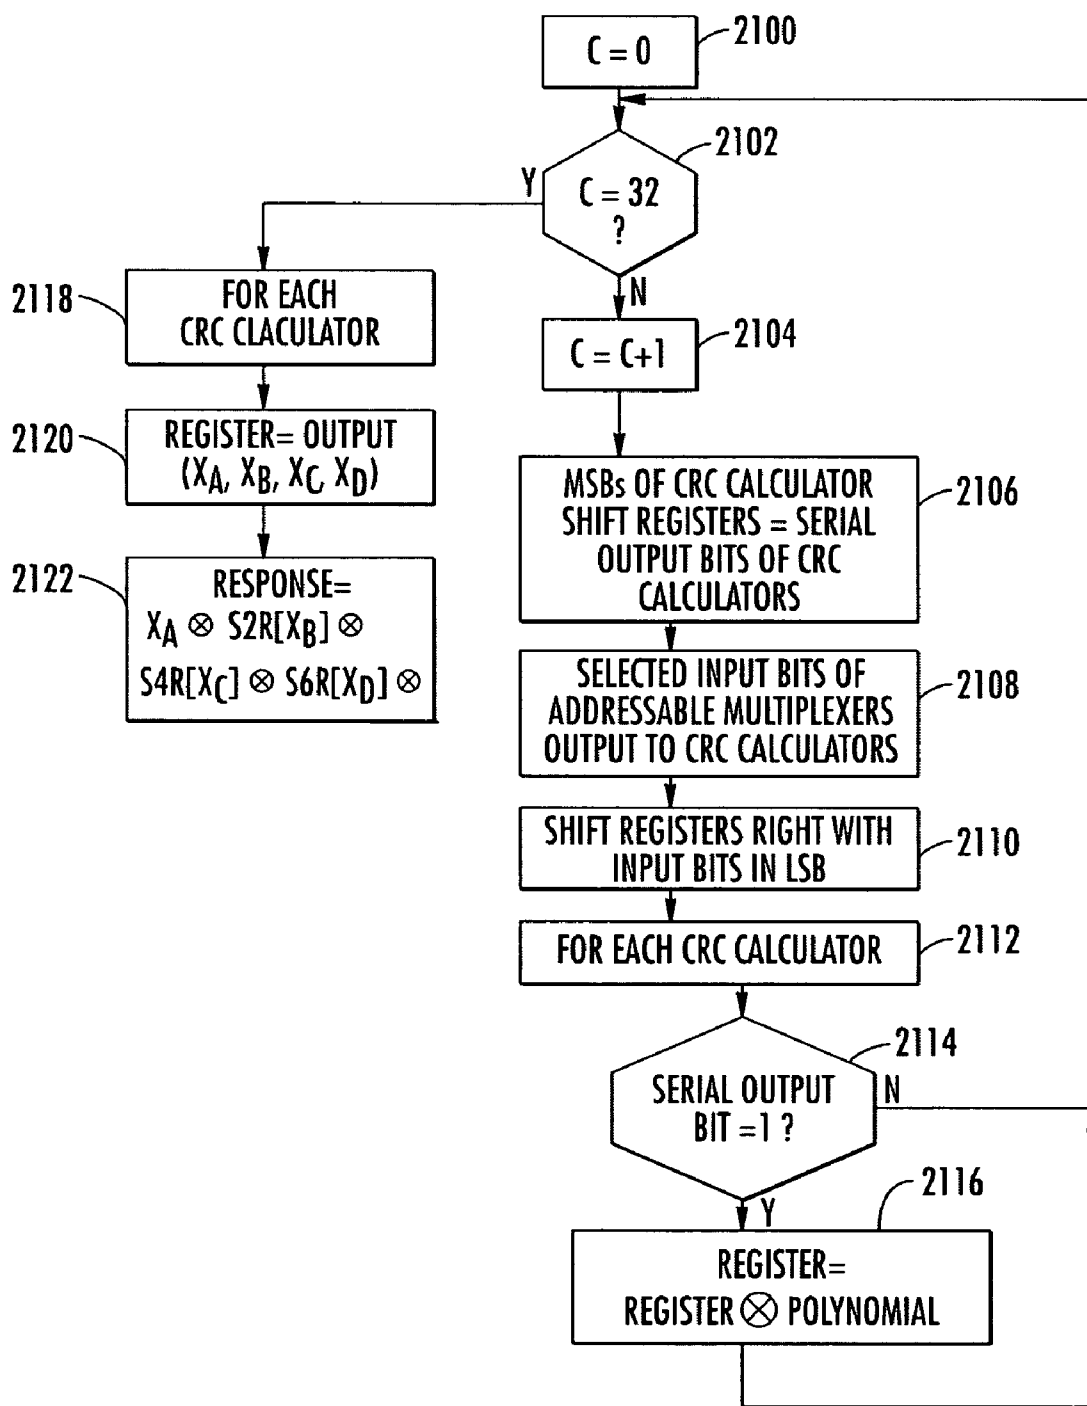 C = 0
2100
2102
C = 32
?
Y
N
2104
C = C+1
2118
FOR EACH
CRC CLACULATOR
2120
REGISTER= OUTPUT
(XA, XB, XC, XD)
2122
RESPONSE=
XA ⊗ S2R[XB] ⊗
S4R[XC] ⊗ S6R[XD] ⊗
2106
MSBs OF CRC CALCULATOR
SHIFT REGISTERS = SERIAL
OUTPUT BITS OF CRC
CALCULATORS
2108
SELECTED INPUT BITS OF
ADDRESSABLE MULTIPLEXERS
OUTPUT TO CRC CALCULATORS
2110
SHIFT REGISTERS RIGHT WITH
INPUT BITS IN LSB
2112
FOR EACH CRC CALCULATOR
2114
SERIAL OUTPUT
BIT =1 ?
N
Y
2116
REGISTER=
REGISTER ⊗ POLYNOMIAL